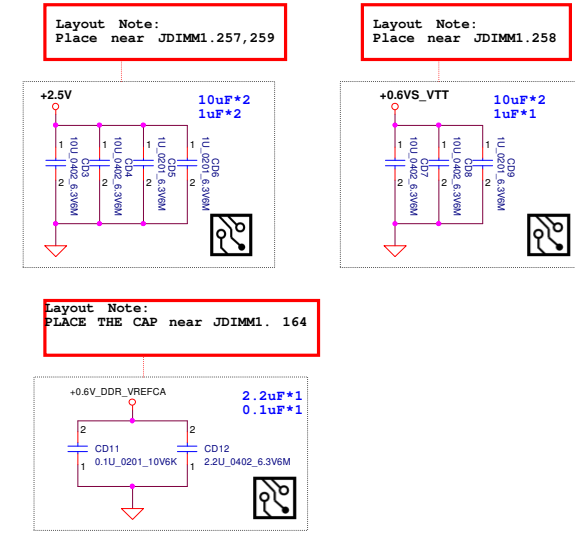 Layout Note:
Place near JDIMM1.257,259
+2.5V
10uF*2
1uF*2
1
2
CD3
10U_0402_6.3V6M
1
2
CD4
10U_0402_6.3V6M
1
2
CD5
1U_0201_6.3V6M
1
2
CD6
1U_0201_6.3V6M
Layout Note:
Place near JDIMM1.258
+0.6VS_VTT
10uF*2
1uF*1
1
2
CD7
10U_0402_6.3V6M
1
2
CD8
10U_0402_6.3V6M
1
2
CD9
1U_0201_6.3V6M
Layout Note:
PLACE THE CAP near JDIMM1. 164
+0.6V_DDR_VREFCA
2.2uF*1
0.1uF*1
2
CD11
0.1U_0201_10V6K
1
2
CD12
2.2U_0402_6.3V6M
1